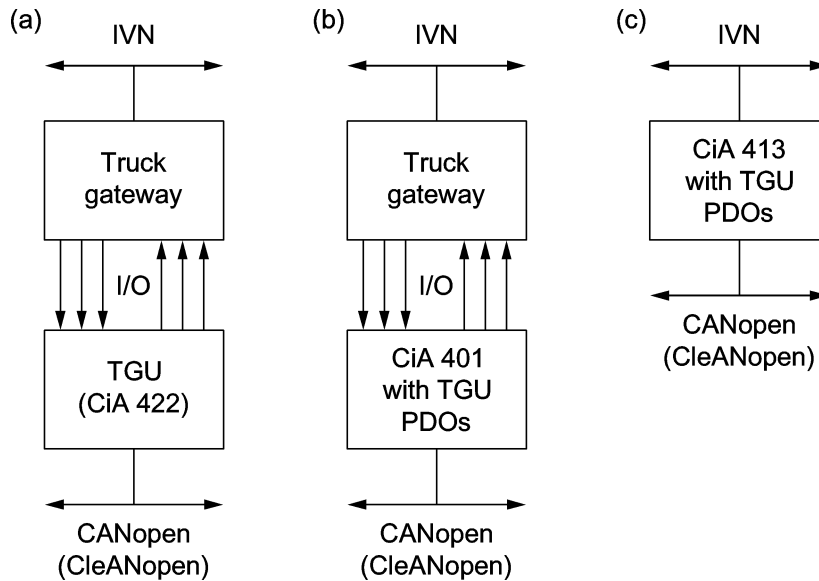 (a)
IVN
Truck
gateway
I/O
TGU
(CiA 422)
CANopen
(CleANopen)
(b)
IVN
Truck
gateway
I/O
CiA 401
with TGU
PDOs
CANopen
(CleANopen)
(c)
IVN
CiA 413
with TGU
PDOs
CANopen
(CleANopen)